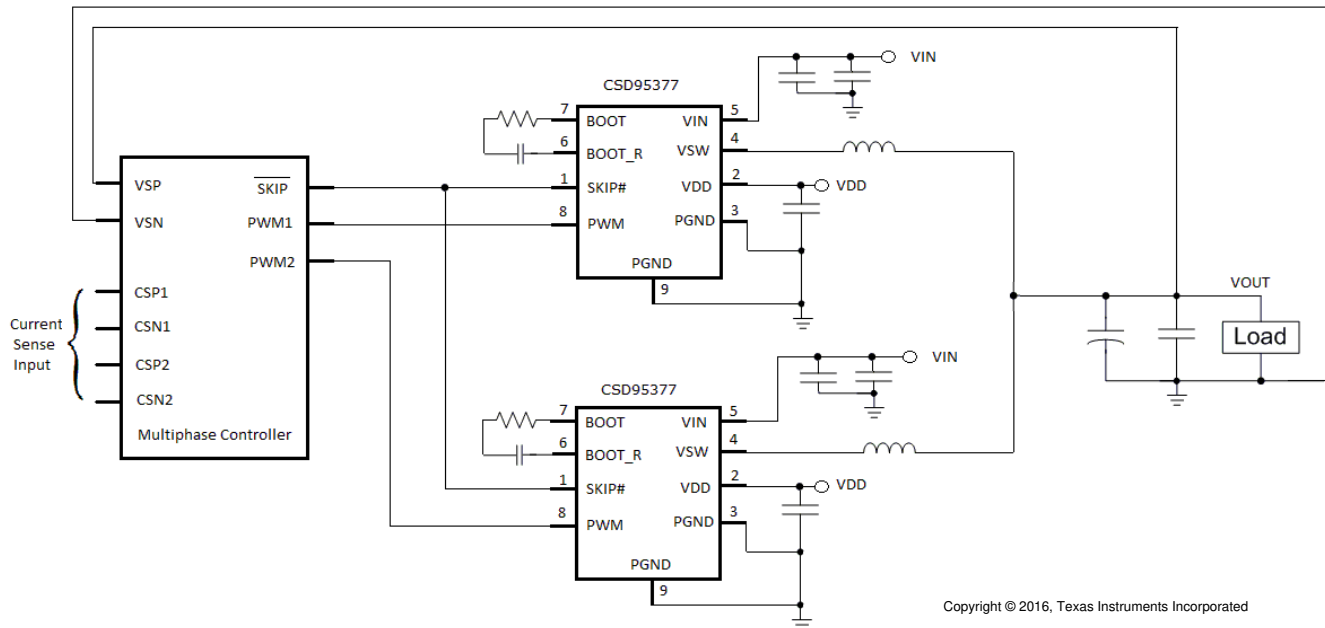 VIN
CSD95377
7
BOOT
VIN
5
6
BOOT_R
VSW
4
1
SKIP#
VDD
2
VDD
8
PWM
PGND
3
PGND
9
VSP
SKIP
VSN
PWM1
PWM2
CSP1
CSN1
CSP2
CSN2
Multiphase Controller
Current
Sense
Input
VOUT
Load
VIN
CSD95377
7
BOOT
VIN
5
6
BOOT_R
VSW
4
1
SKIP#
VDD
2
VDD
8
PWM
PGND
3
PGND
9
Copyright © 2016, Texas Instruments Incorporated